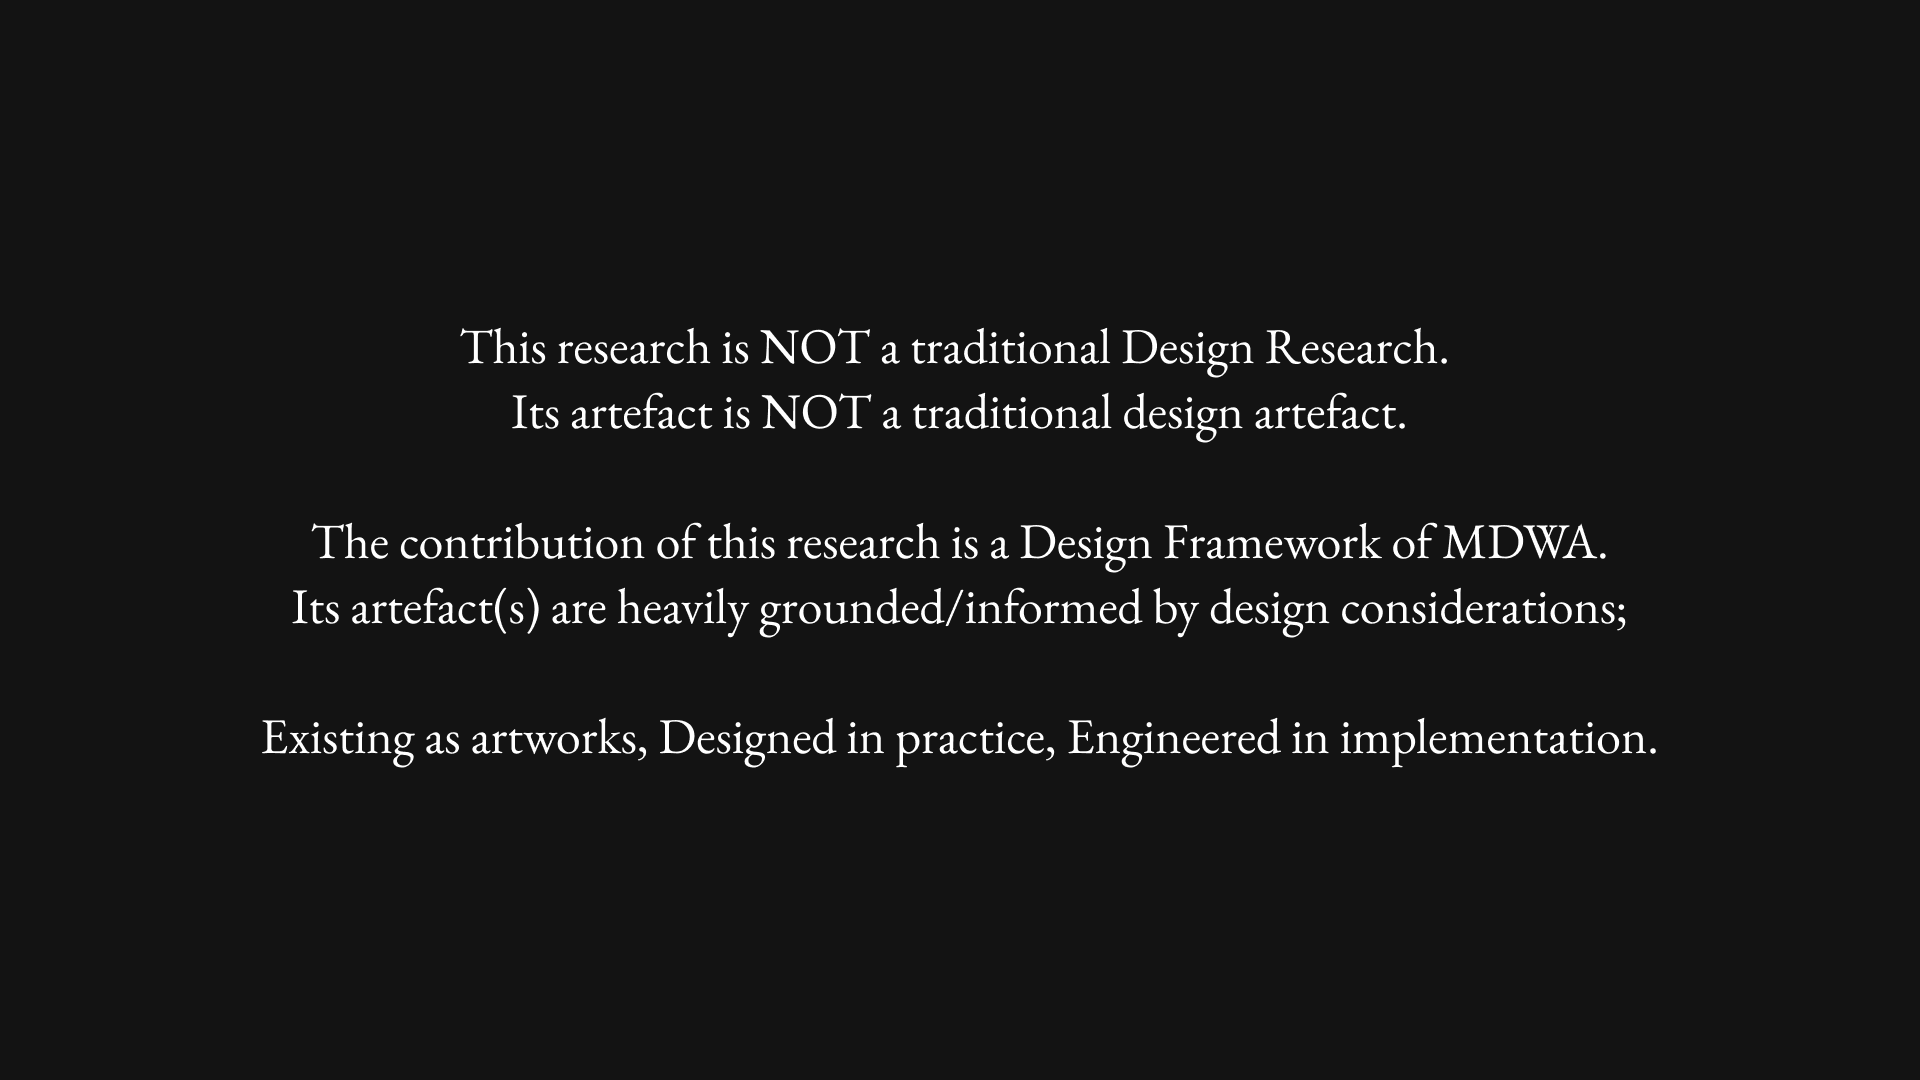 This research is NOT a traditional Design Research.
Its artefact is NOT a traditional design artefact.
The contribution of this research is a Design Framework of MDWA.
Its artefact(s) are heavily grounded/informed by design considerations;
Existing as artworks, Designed in practice, Engineered in implementation.